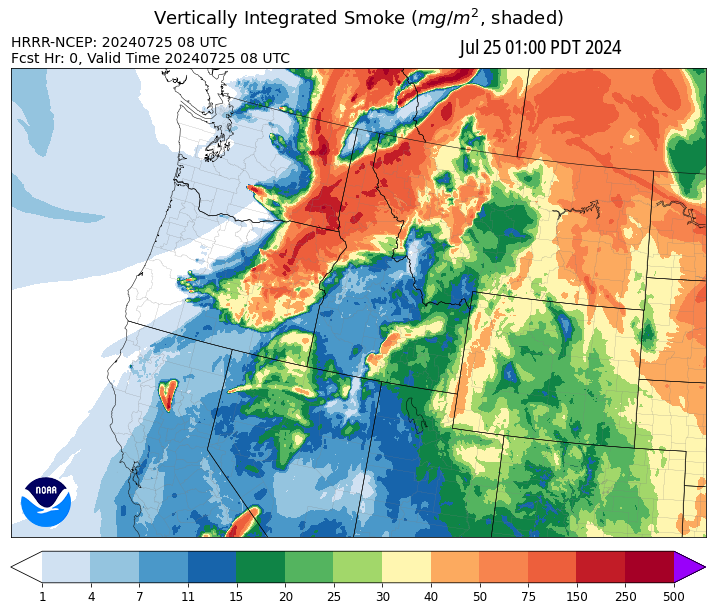 Vertically Integrated Smoke (mg/m², shaded)
HRRR-NCEP: 20240725 08 UTC
Fcst Hr: 0, Valid Time 20240725 08 UTC
Jul 25 01:00 PDT 2024
NOAA
1 4 7 11 15 20 25 30 40 50 75 150 250 500